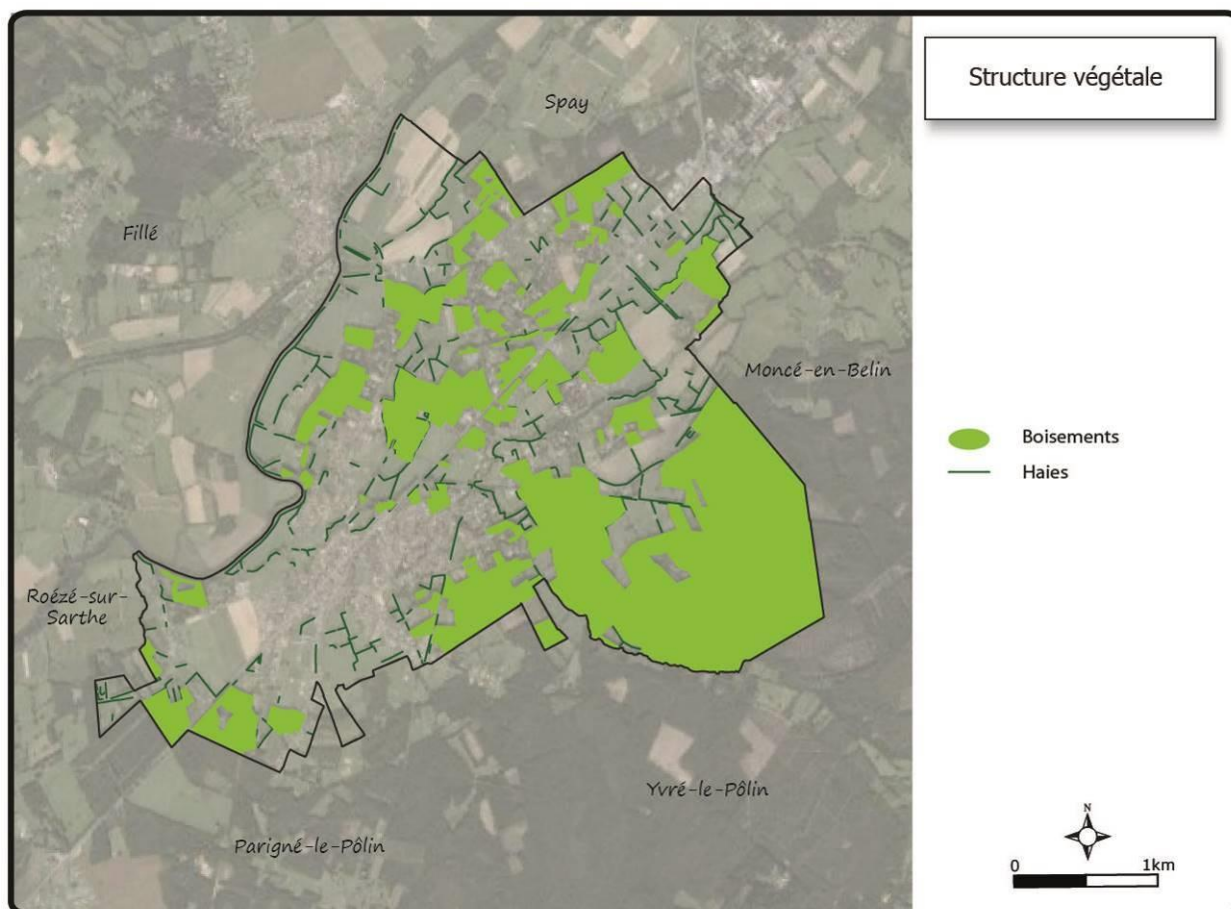 Structure végétale
Spay
Fillé
Moncé-en-Belin
Boisements
Haies
Roézé-sur-
Sarthe
Yvré-le-Pôlin
Parigné-le-Pôlin
N
0 1km